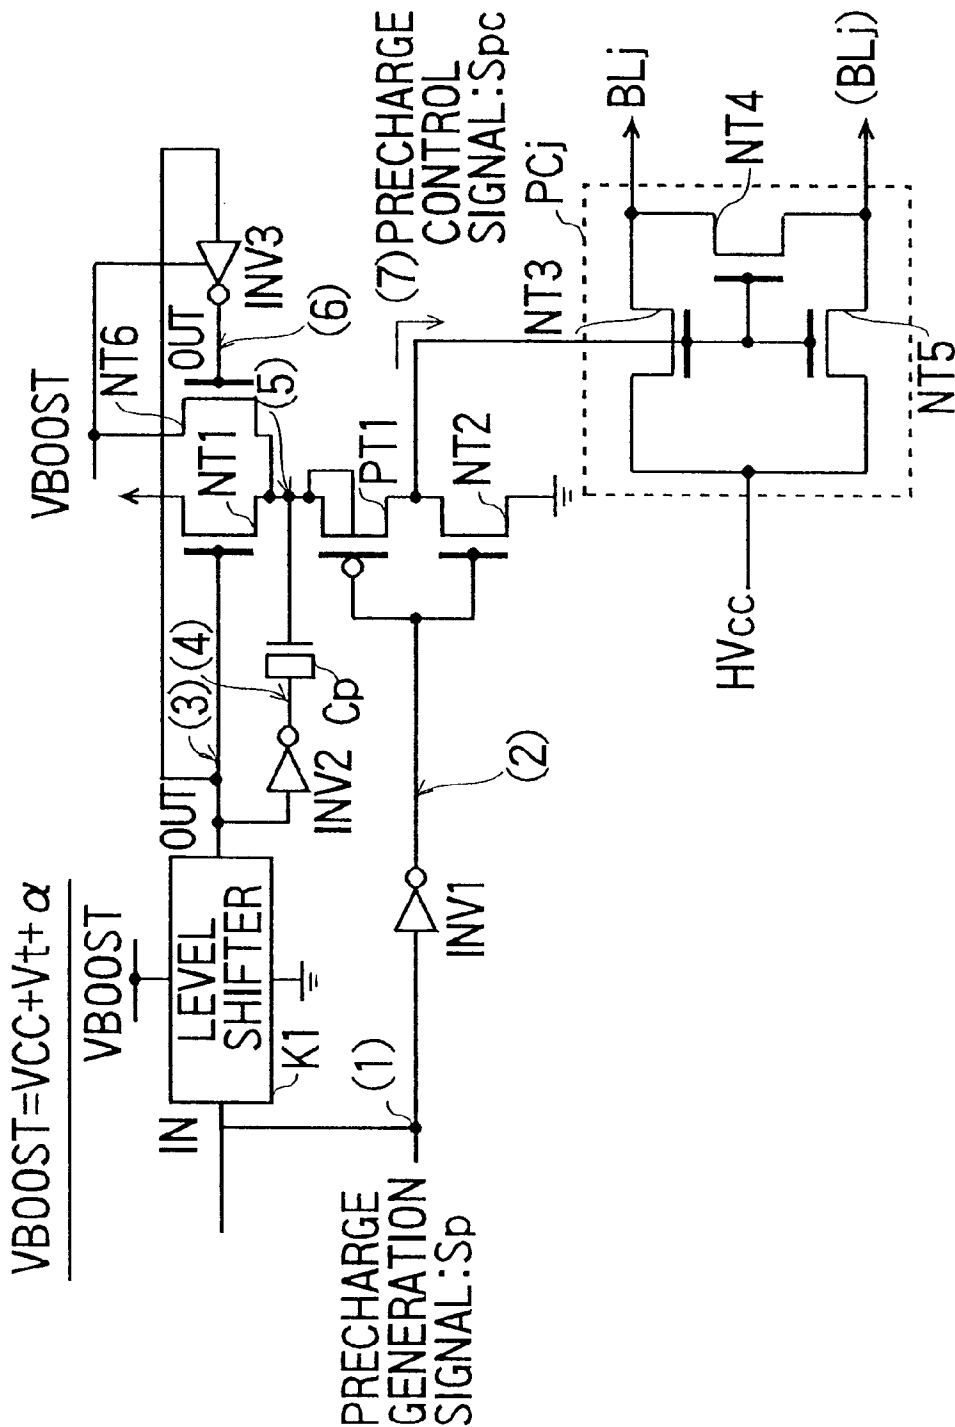 VBOOST=VCC+Vt+α
VBOOST
LEVEL
SHIFTER
K1
IN
OUT
(3)
(4)
INV2
Cp
VBOOST
NT6
NT1
OUT
INV3
(6)
(5)
PT1
NT2
(7) PRECHARGE
CONTROL
SIGNAL:Spc
PRECHARGE
GENERATION
SIGNAL:Sp
(1)
INV1
(2)
HVcc
NT3
PCj
NT4
NT5
BLj
(BLj)